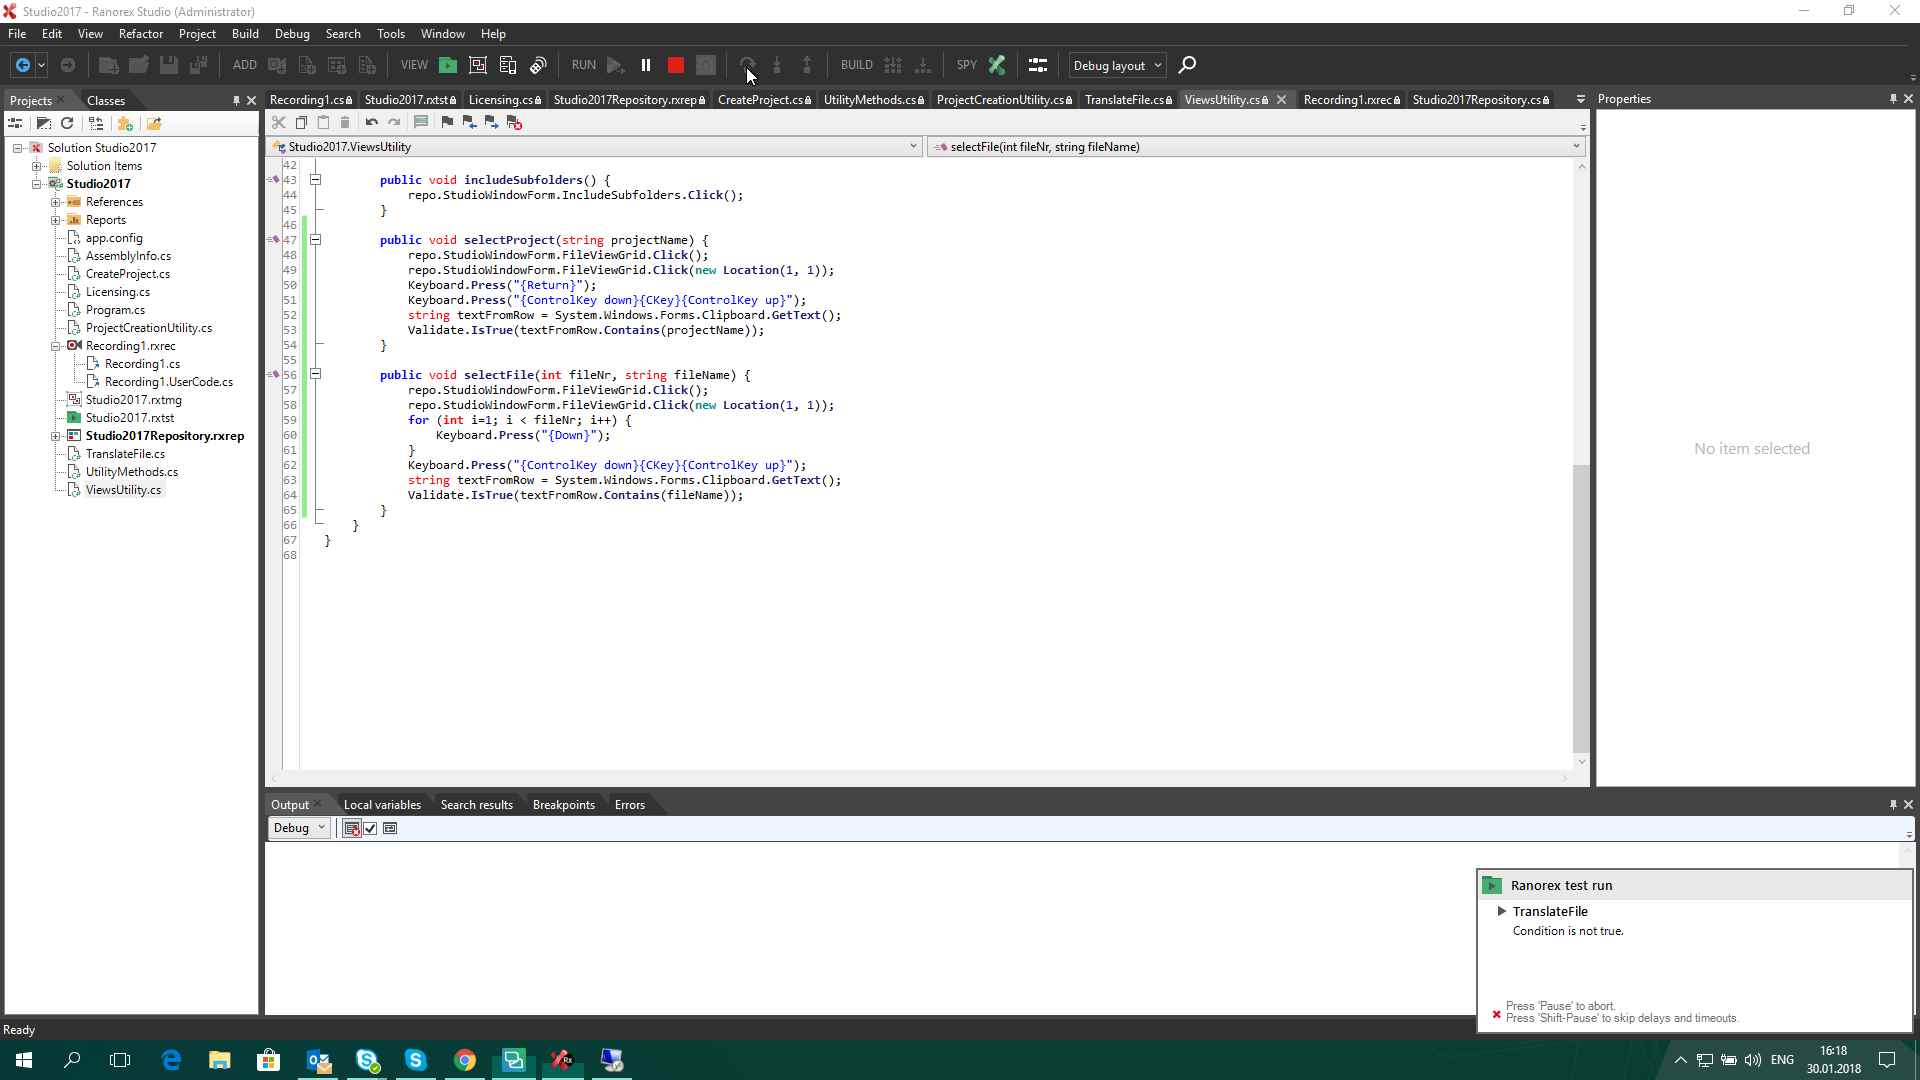 Studio2017 - Ranorex Studio (Administrator)
File Edit View Refactor Project Build Debug Search Tools Window Help
ADD VIEW RUN BUILD SPY Debug layout
Projects Classes
Recording1.cs Studio2017.rxtst Licensing.cs Studio2017Repository.rxrep CreateProject.cs UtilityMethods.cs ProjectCreationUtility.cs TranslateFile.cs ViewsUtility.cs Recording1.rxrec Studio2017Repository.cs
Properties
Studio2017.ViewsUtility
selectFile(int fileNr, string fileName)
Solution Studio2017
Solution Items
Studio2017
References
Reports
app.config
AssemblyInfo.cs
CreateProject.cs
Licensing.cs
Program.cs
ProjectCreationUtility.cs
Recording1.rxrec
Recording1.cs
Recording1.UserCode.cs
Studio2017.rxtmg
Studio2017.rxtst
Studio2017Repository.rxrep
TranslateFile.cs
UtilityMethods.cs
ViewsUtility.cs
42
43 public void includeSubfolders() {
44 repo.StudioWindowForm.IncludeSubfolders.Click();
45 }
46
47 public void selectProject(string projectName) {
48 repo.StudioWindowForm.FileViewGrid.Click();
49 repo.StudioWindowForm.FileViewGrid.Click(new Location(1, 1));
50 Keyboard.Press("{Return}");
51 Keyboard.Press("{ControlKey down}{CKey}{ControlKey up}");
52 string textFromRow = System.Windows.Forms.Clipboard.GetText();
53 Validate.IsTrue(textFromRow.Contains(projectName));
54 }
55
56 public void selectFile(int fileNr, string fileName) {
57 repo.StudioWindowForm.FileViewGrid.Click();
58 repo.StudioWindowForm.FileViewGrid.Click(new Location(1, 1));
59 for (int i=1; i < fileNr; i++) {
60 Keyboard.Press("{Down}");
61 }
62 Keyboard.Press("{ControlKey down}{CKey}{ControlKey up}");
63 string textFromRow = System.Windows.Forms.Clipboard.GetText();
64 Validate.IsTrue(textFromRow.Contains(fileName));
65 }
66 }
67 }
68
No item selected
Output Local variables Search results Breakpoints Errors
Debug
Ranorex test run
TranslateFile
Condition is not true.
Press 'Pause' to abort.
Press 'Shift-Pause' to skip delays and timeouts.
Ready
ENG
16:18
30.01.2018